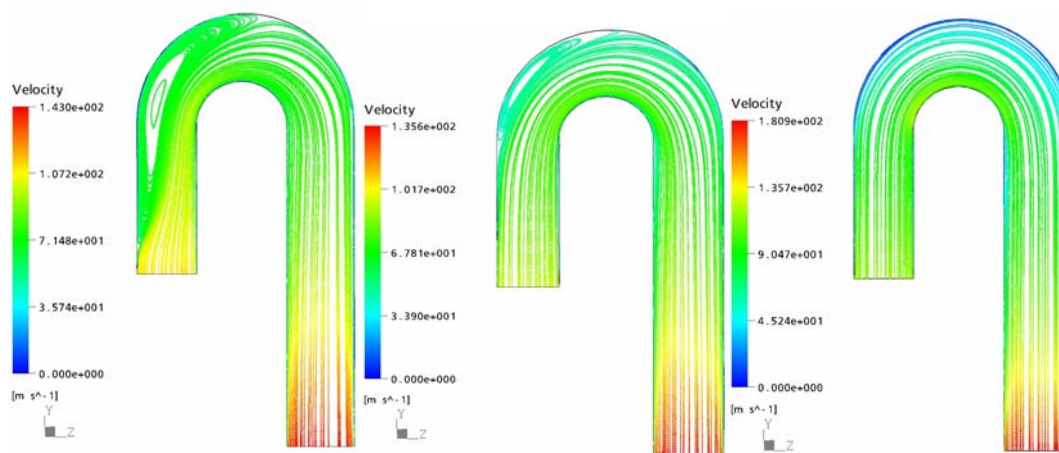 Velocity
1.430e+002
1.072e+002
7.148e+001
3.574e+001
0.000e+000
[m s^-1]
Y
Z
Velocity
1.356e+002
1.017e+002
6.781e+001
3.390e+001
0.000e+000
[m s^-1]
Y
Z
Velocity
1.809e+002
1.357e+002
9.047e+001
4.524e+001
0.000e+000
[m s^-1]
Y
Z